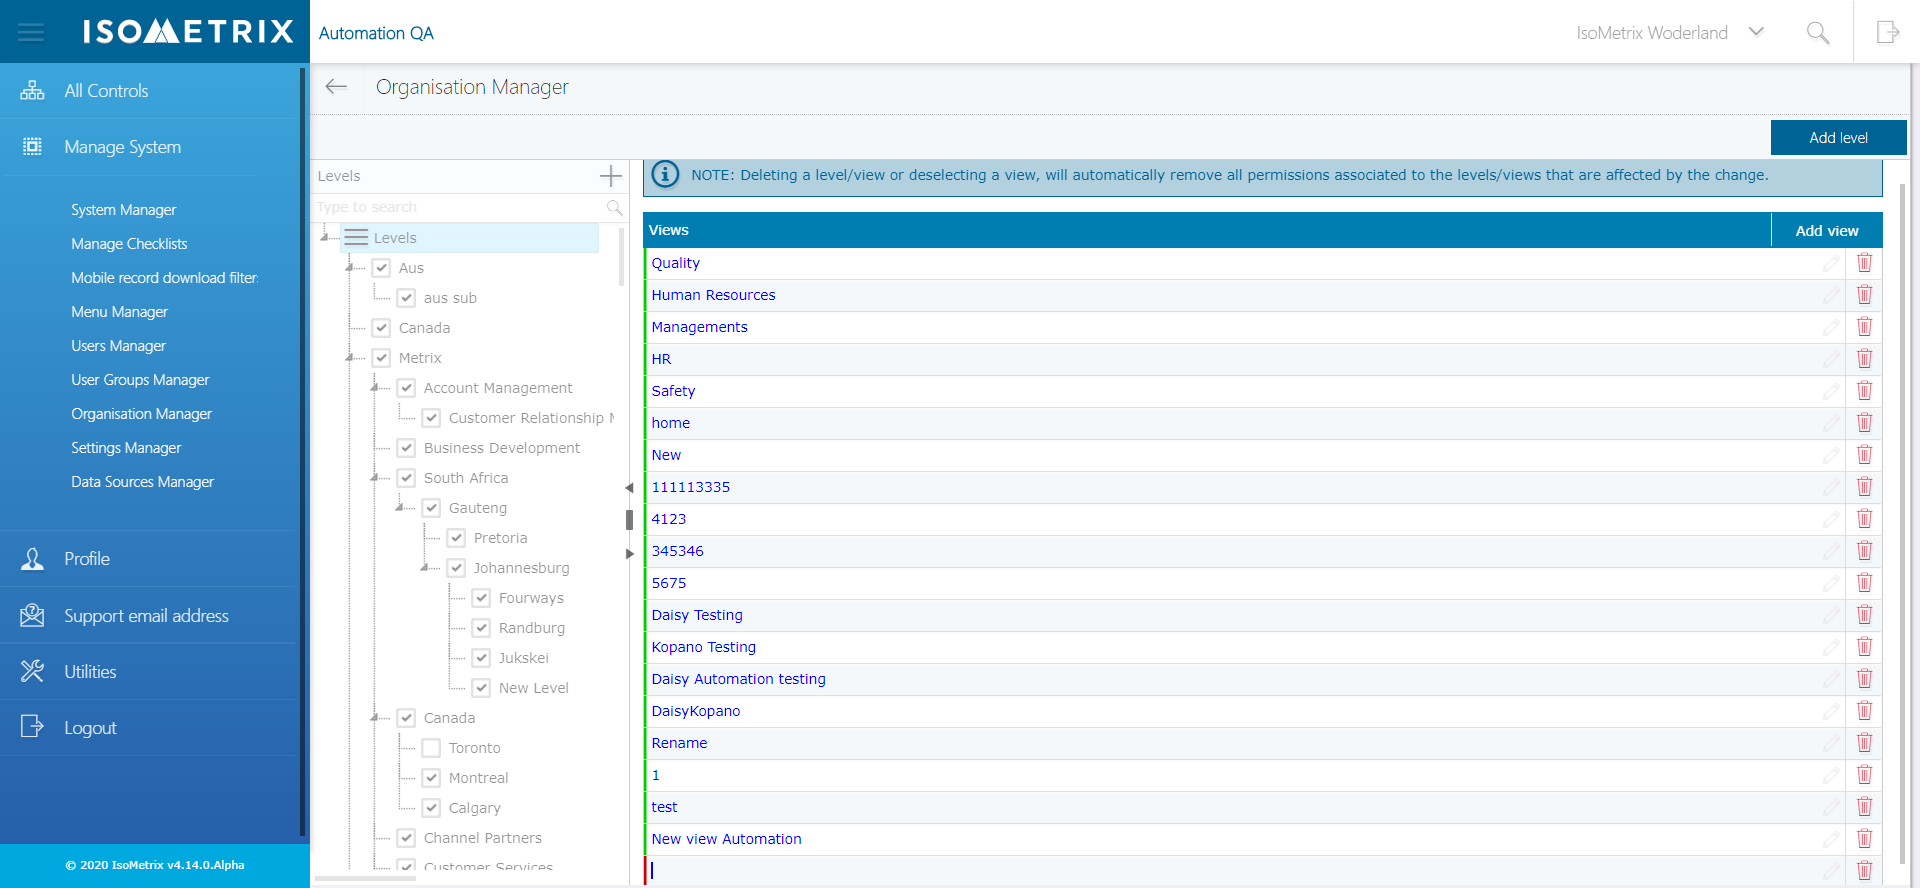 ISOMETRIX
Automation QA
IsoMetrix Woderland
All Controls
Manage System
System Manager
Manage Checklists
Mobile record download filter
Menu Manager
Users Manager
User Groups Manager
Organisation Manager
Settings Manager
Data Sources Manager
Profile
Support email address
Utilities
Logout
© 2020 IsoMetrix v4.14.0.Alpha
Organisation Manager
Add level
Levels
Type to search
Levels
Aus
aus sub
Canada
Metrix
Account Management
Customer Relationship
Business Development
South Africa
Gauteng
Pretoria
Johannesburg
Fourways
Randburg
Jukskei
New Level
Canada
Toronto
Montreal
Calgary
Channel Partners
Customer Services
NOTE: Deleting a level/view or deselecting a view, will automatically remove all permissions associated to the levels/views that are affected by the change.
Views
Add view
Quality
Human Resources
Managements
HR
Safety
home
New
111113335
4123
345346
5675
Daisy Testing
Kopano Testing
Daisy Automation testing
DaisyKopano
Rename
1
test
New view Automation